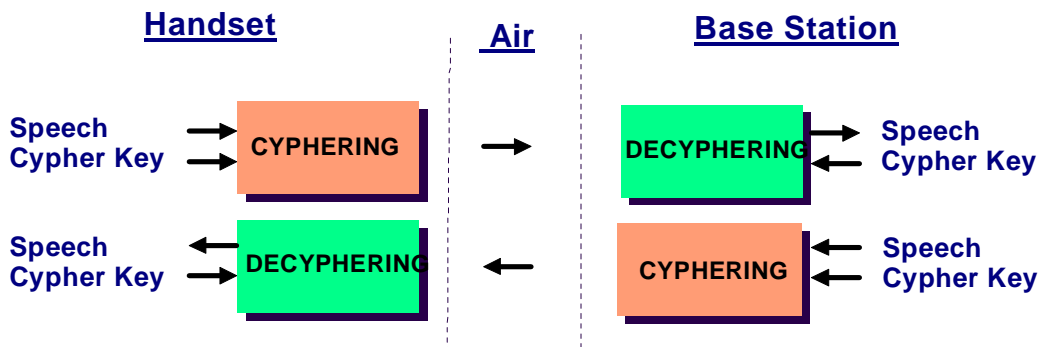 Handset
Air
Base Station
Speech
Cypher Key
CYPHERING
DECYPHERING
Speech
Cypher Key
Speech
Cypher Key
DECYPHERING
CYPHERING
Speech
Cypher Key